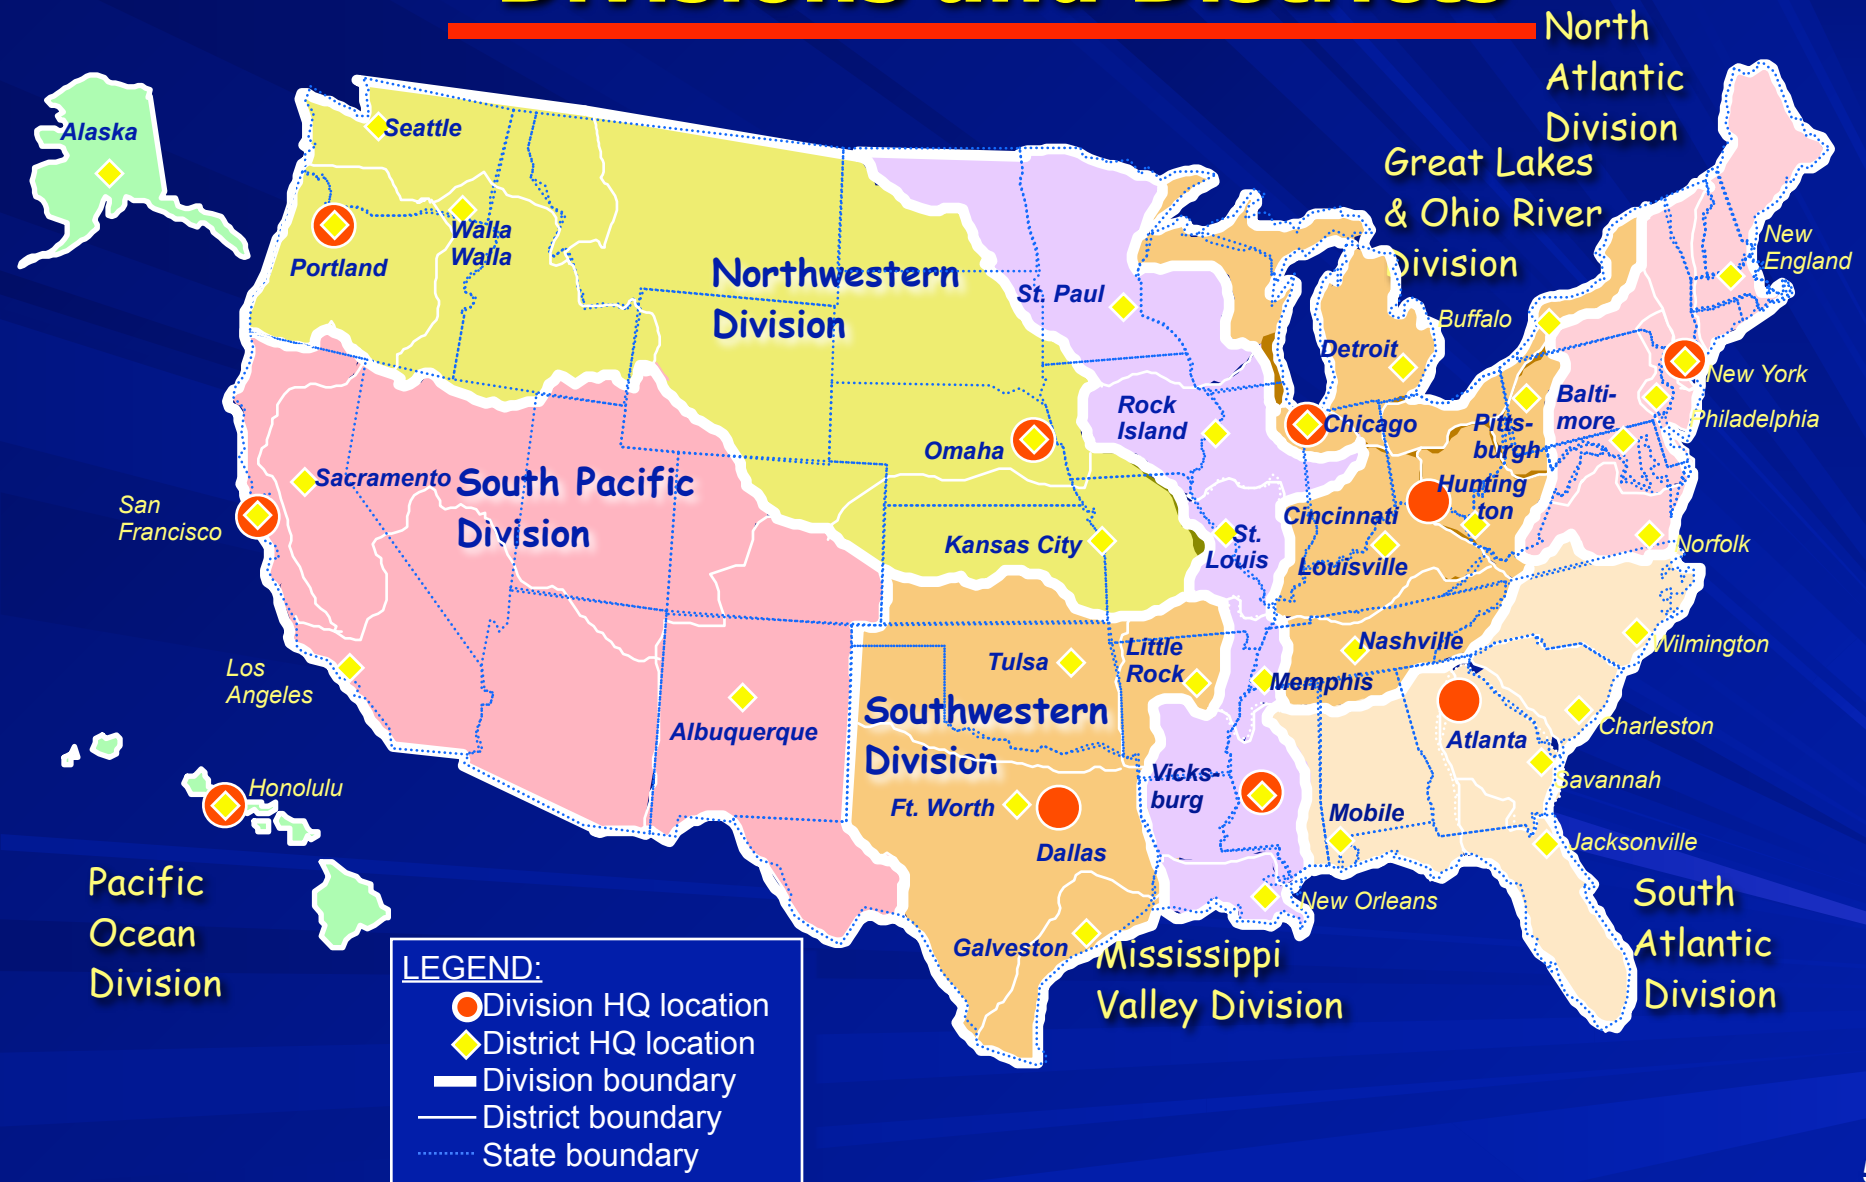 Divisions and Districts
North
Atlantic
Division
Great Lakes
& Ohio River
Division
Alaska
Seattle
Walla
Walla
Portland
Northwestern
Division
St. Paul
New
England
Buffalo
Detroit
New York
Rock
Island
Balti-
more
Philadelphia
Chicago
Pitts-
burgh
Omaha
Sacramento
South Pacific
Division
Hunting
ton
San
Francisco
Cincinnati
Kansas City
St.
Louis
Louisville
Norfolk
Nashville
Wilmington
Tulsa
Little
Rock
Los
Angeles
Memphis
Southwestern
Division
Albuquerque
Charleston
Atlanta
Vicks-
burg
Savannah
Honolulu
Ft. Worth
Mobile
Jacksonville
Dallas
Pacific
Ocean
Division
New Orleans
South
Atlantic
Division
Galveston
Mississippi
Valley Division
LEGEND:
Division HQ location
District HQ location
Division boundary
District boundary
State boundary